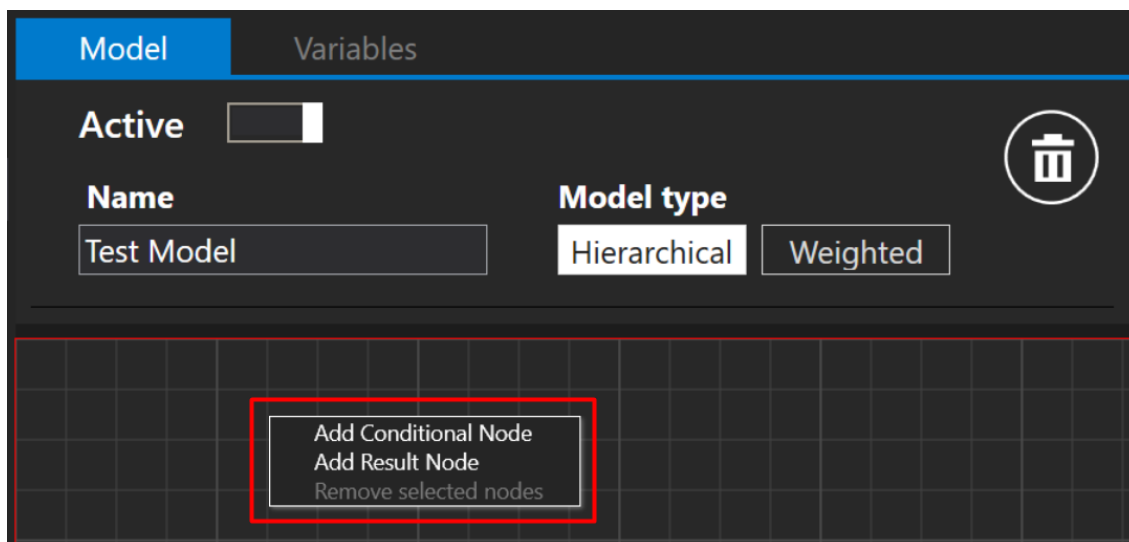 Model Variables
Active
Name Model type
Test Model Hierarchical Weighted
Add Conditional Node
Add Result Node
Remove selected nodes